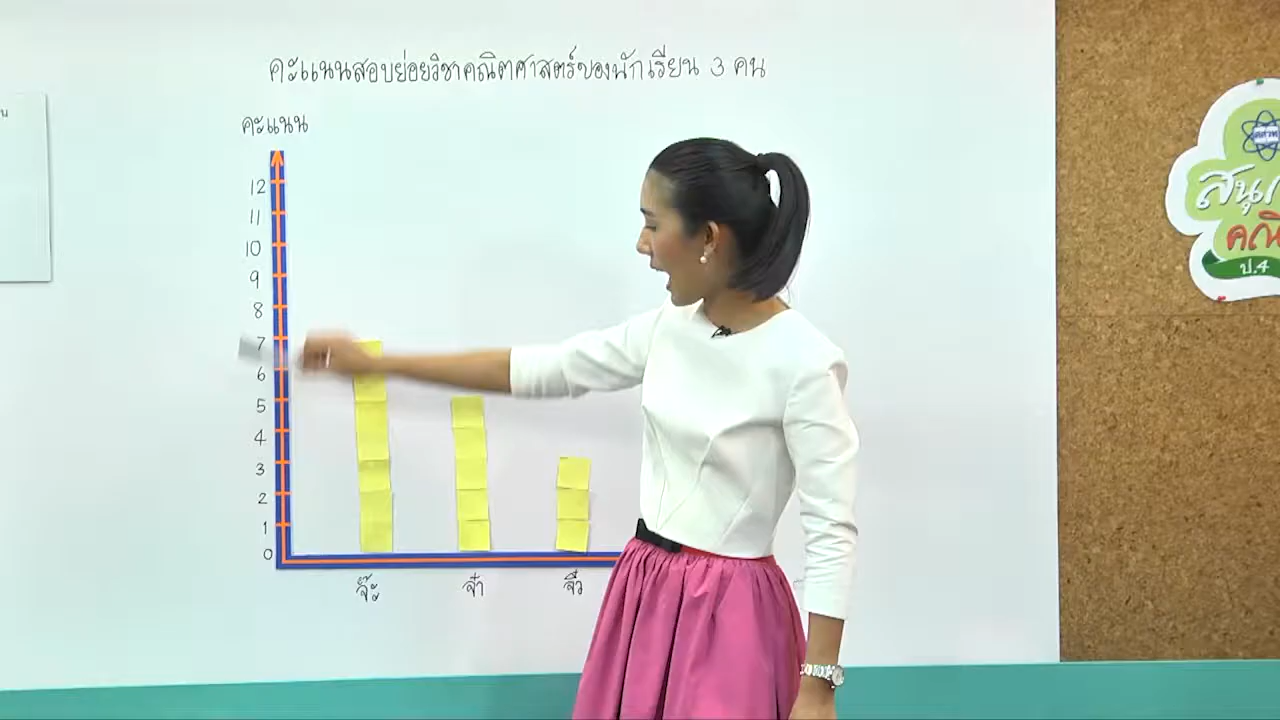 คะแนนสอบย่อยวิชาคณิตศาสตร์ของนักเรียน 3 คน
คะแนน
12
11
10
9
8
7
6
5
4
3
2
1
0
จ๊ะ จ๋า จิ๋ว
สนุก
ป.4